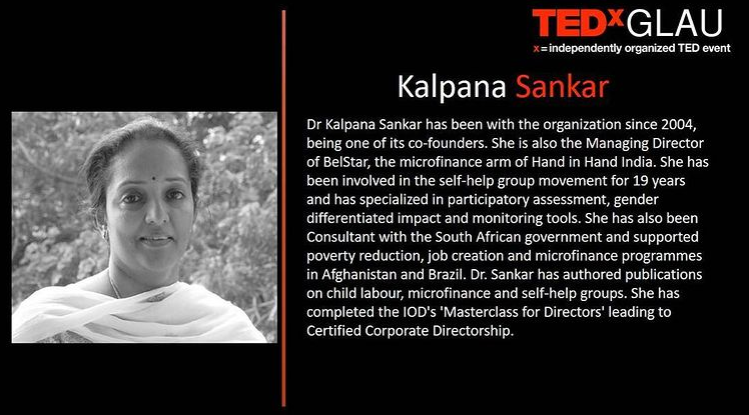 TEDxGLAU
x = independently organized TED event
Kalpana Sankar
Dr Kalpana Sankar has been with the organization since 2004,
being one of its co-founders. She is also the Managing Director
of BelStar, the microfinance arm of Hand in Hand India. She has
been involved in the self-help group movement for 19 years
and has specialized in participatory assessment, gender
differentiated impact and monitoring tools. She has also been
Consultant with the South African government and supported
poverty reduction, job creation and microfinance programmes
in Afghanistan and Brazil. Dr. Sankar has authored publications
on child labour, microfinance and self-help groups. She has
completed the IOD's 'Masterclass for Directors' leading to
Certified Corporate Directorship.